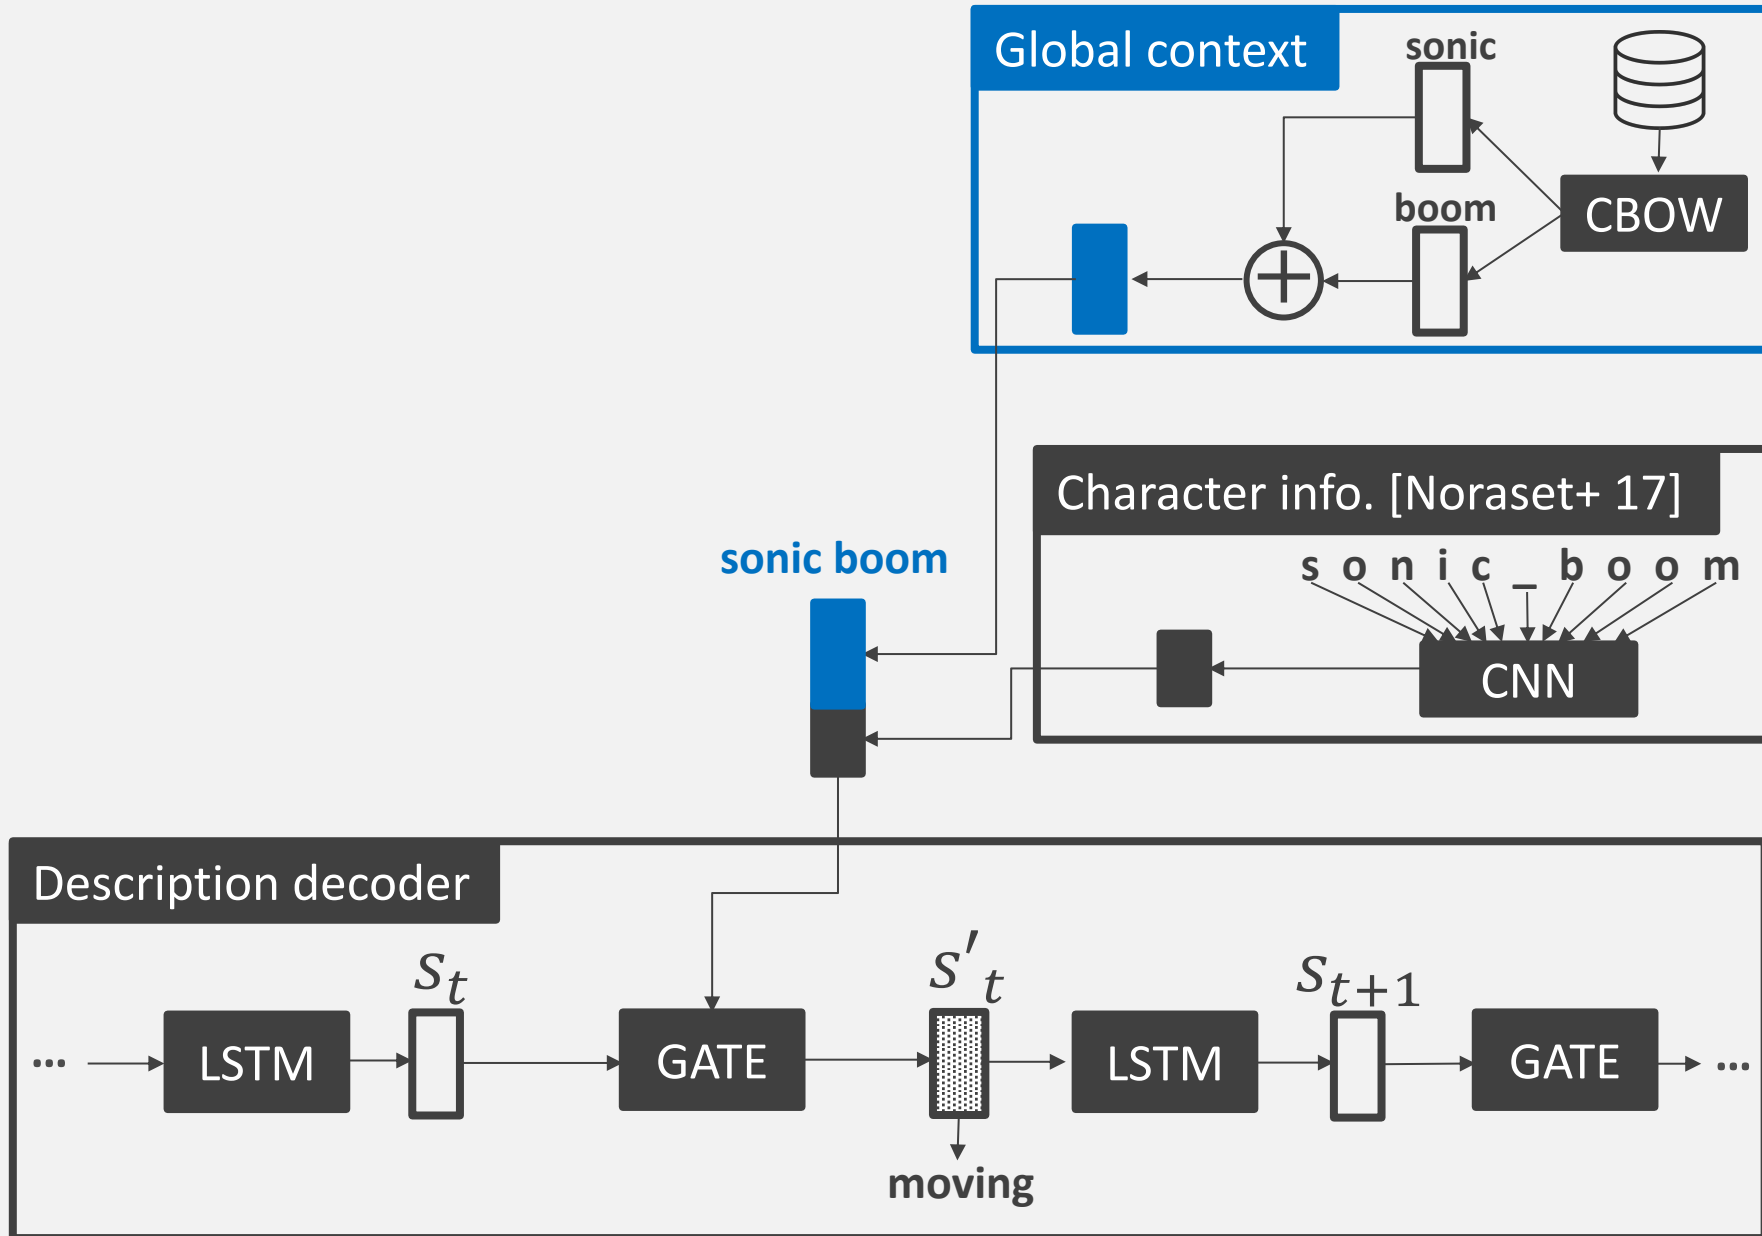 Global context
sonic
boom
CBOW
Character info. [Noraset+ 17]
s o n i c _ b o o m
CNN
sonic boom
Description decoder
s_t
s'_t
s_{t+1}
... LSTM GATE LSTM GATE ...
moving